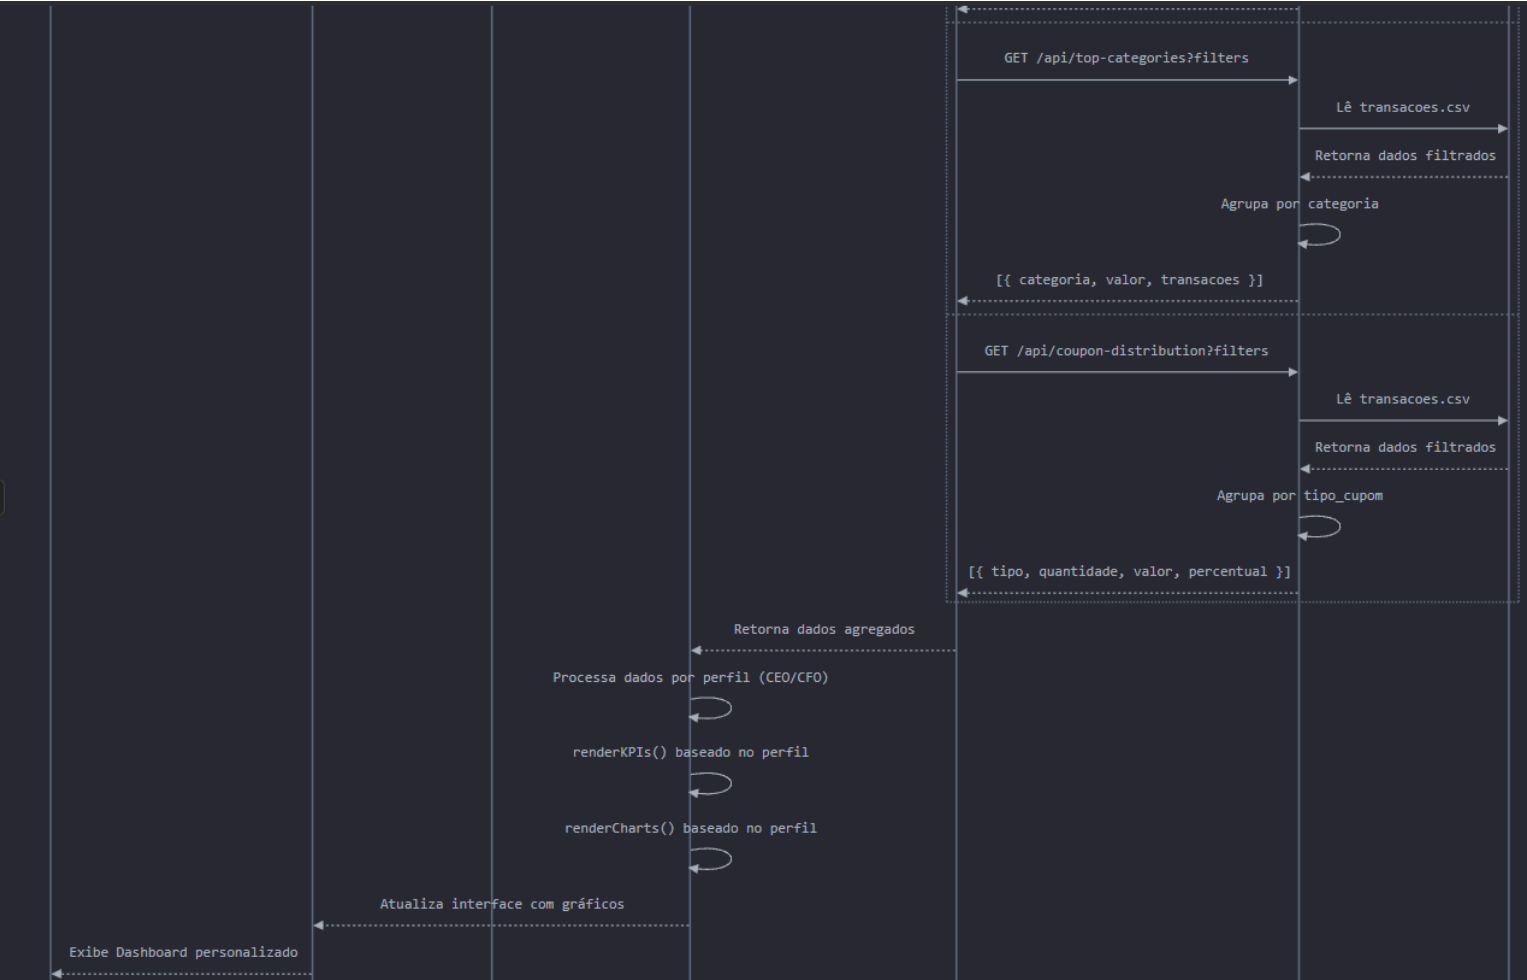 GET /api/top-categories?filters
Lê transacoes.csv
Retorna dados filtrados
Agrupa por categoria
[{ categoria, valor, transacoes }]
GET /api/coupon-distribution?filters
Lê transacoes.csv
Retorna dados filtrados
Agrupa por tipo_cupom
[{ tipo, quantidade, valor, percentual }]
Retorna dados agregados
Processa dados por perfil (CEO/CFO)
renderKPIs() baseado no perfil
renderCharts() baseado no perfil
Atualiza interface com gráficos
Exibe Dashboard personalizado